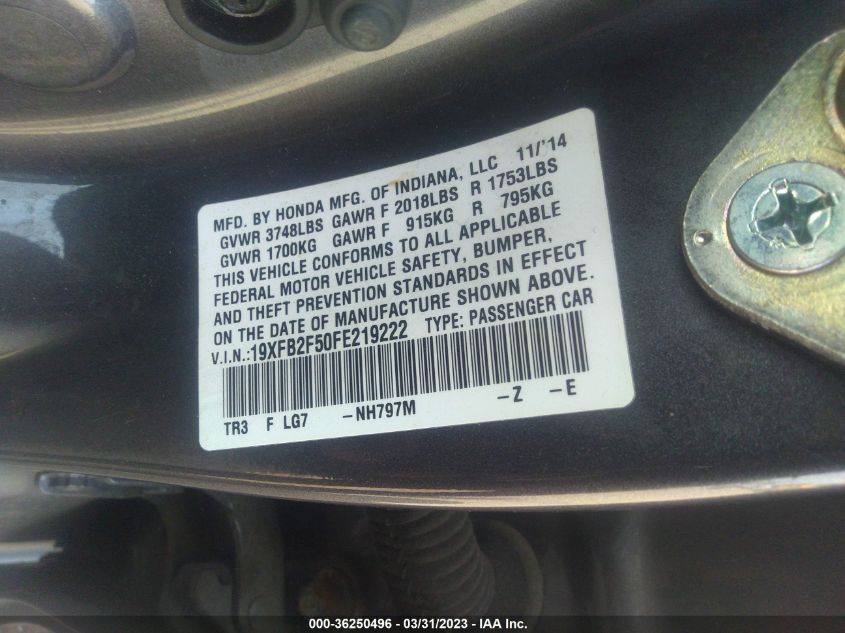 MFD. BY HONDA MFG. OF INDIANA, LLC 11/'14
GVWR 3748LBS GAWR F 2018LBS R 1753LBS
GVWR 1700KG GAWR F 915KG R 795KG
THIS VEHICLE CONFORMS TO ALL APPLICABLE
FEDERAL MOTOR VEHICLE SAFETY, BUMPER,
AND THEFT PREVENTION STANDARDS IN EFFECT
ON THE DATE OF MANUFACTURE SHOWN ABOVE.
V.I.N.:19XFB2F50FE219222 TYPE: PASSENGER CAR
TR3 F LG7 -NH797M -Z -E
000-36250496 - 03/31/2023 - IAA Inc.